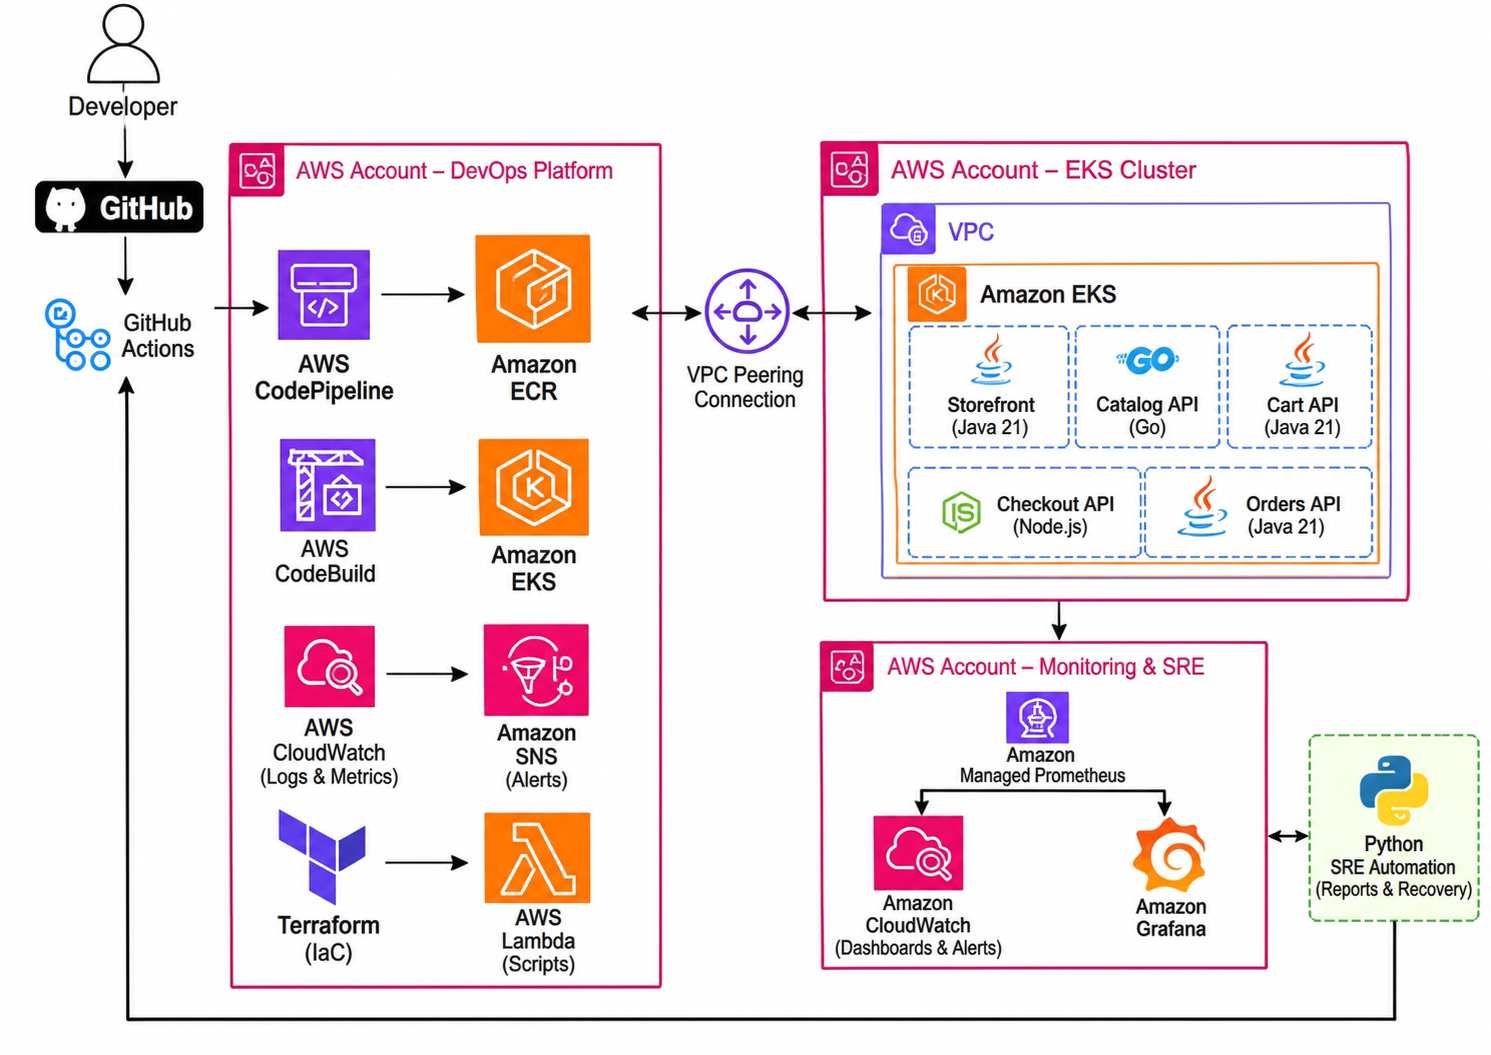 Developer
GitHub
GitHub
Actions
AWS Account – DevOps Platform
AWS
CodePipeline
Amazon
ECR
AWS
CodeBuild
Amazon
EKS
AWS
CloudWatch
(Logs & Metrics)
Amazon
SNS
(Alerts)
Terraform
(IaC)
AWS
Lambda
(Scripts)
VPC Peering
Connection
AWS Account – EKS Cluster
VPC
Amazon EKS
Storefront
(Java 21)
GO
Catalog API
(Go)
Cart API
(Java 21)
JS
Checkout API
(Node.js)
Orders API
(Java 21)
AWS Account – Monitoring & SRE
Amazon
Managed Prometheus
Amazon
CloudWatch
(Dashboards & Alerts)
Amazon
Grafana
Python
SRE Automation
(Reports & Recovery)